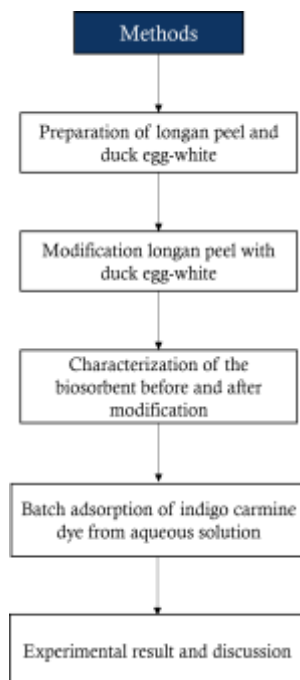 Methods
Preparation of longan peel and
duck egg-white
Modification longan peel with
duck egg-white
Characterization of the
biosorbent before and after
modification
Batch adsorption of indigo carmine
dye from aqueous solution
Experimental result and discussion